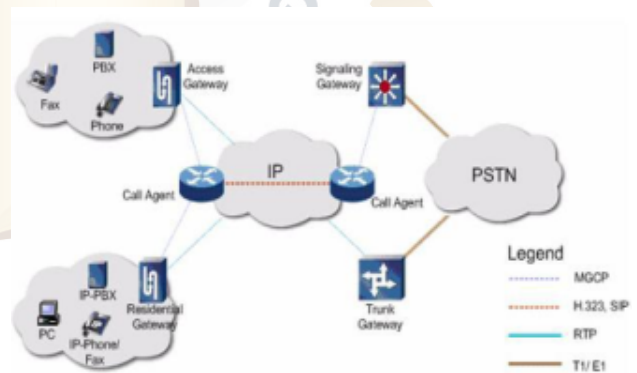 PBX
Fax
Phone
Access
Gateway
Signaling
Gateway
IP
PSTN
Call Agent
Call Agent
IP-PBX
PC
IP-Phone/
Fax
Residential
Gateway
Trunk
Gateway
Legend
MGCP
H.323, SIP
RTP
T1/ E1